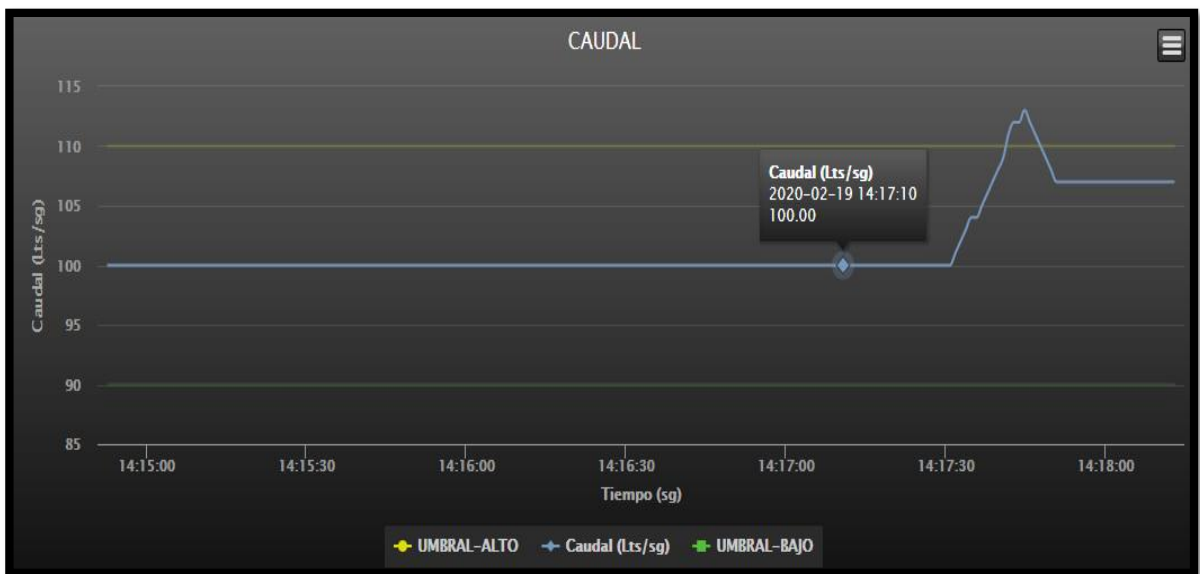 CAUDAL
115
110
105
100
95
90
85
Caudal (Lts/sg)
Caudal (Lts/sg)
2020-02-19 14:17:10
100.00
14:15:00 14:15:30 14:16:00 14:16:30 14:17:00 14:17:30 14:18:00
Tiempo (sg)
UMBRAL-ALTO Caudal (Lts/sg) UMBRAL-BAJO